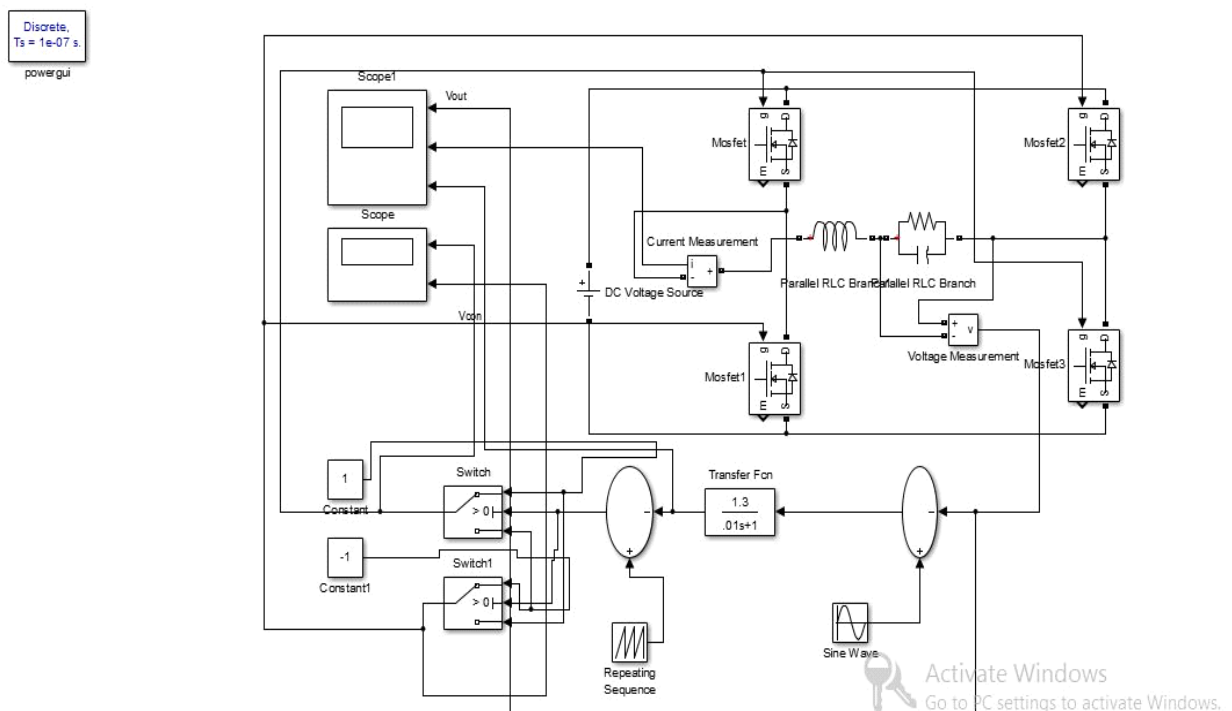 Discrete,
Ts = 1e-07 s.
powergui
Scope1
Vout
Scope
Vcon
Mosfet
g
D
E
S
Mosfet2
g
D
E
S
Current Measurement
i
-
+
DC Voltage Source
+
Parallel RLC Branch
Parallel RLC Branch
+
-
v
Voltage Measurement
Mosfet1
g
D
E
S
Mosfet3
g
D
E
S
1
Constant
-1
Constant1
Switch
> 0
Switch1
> 0
-
+
Transfer Fcn
1.3
.01s+1
-
+
Repeating
Sequence
Sine Wave
Activate Windows
Go to PC settings to activate Windows.